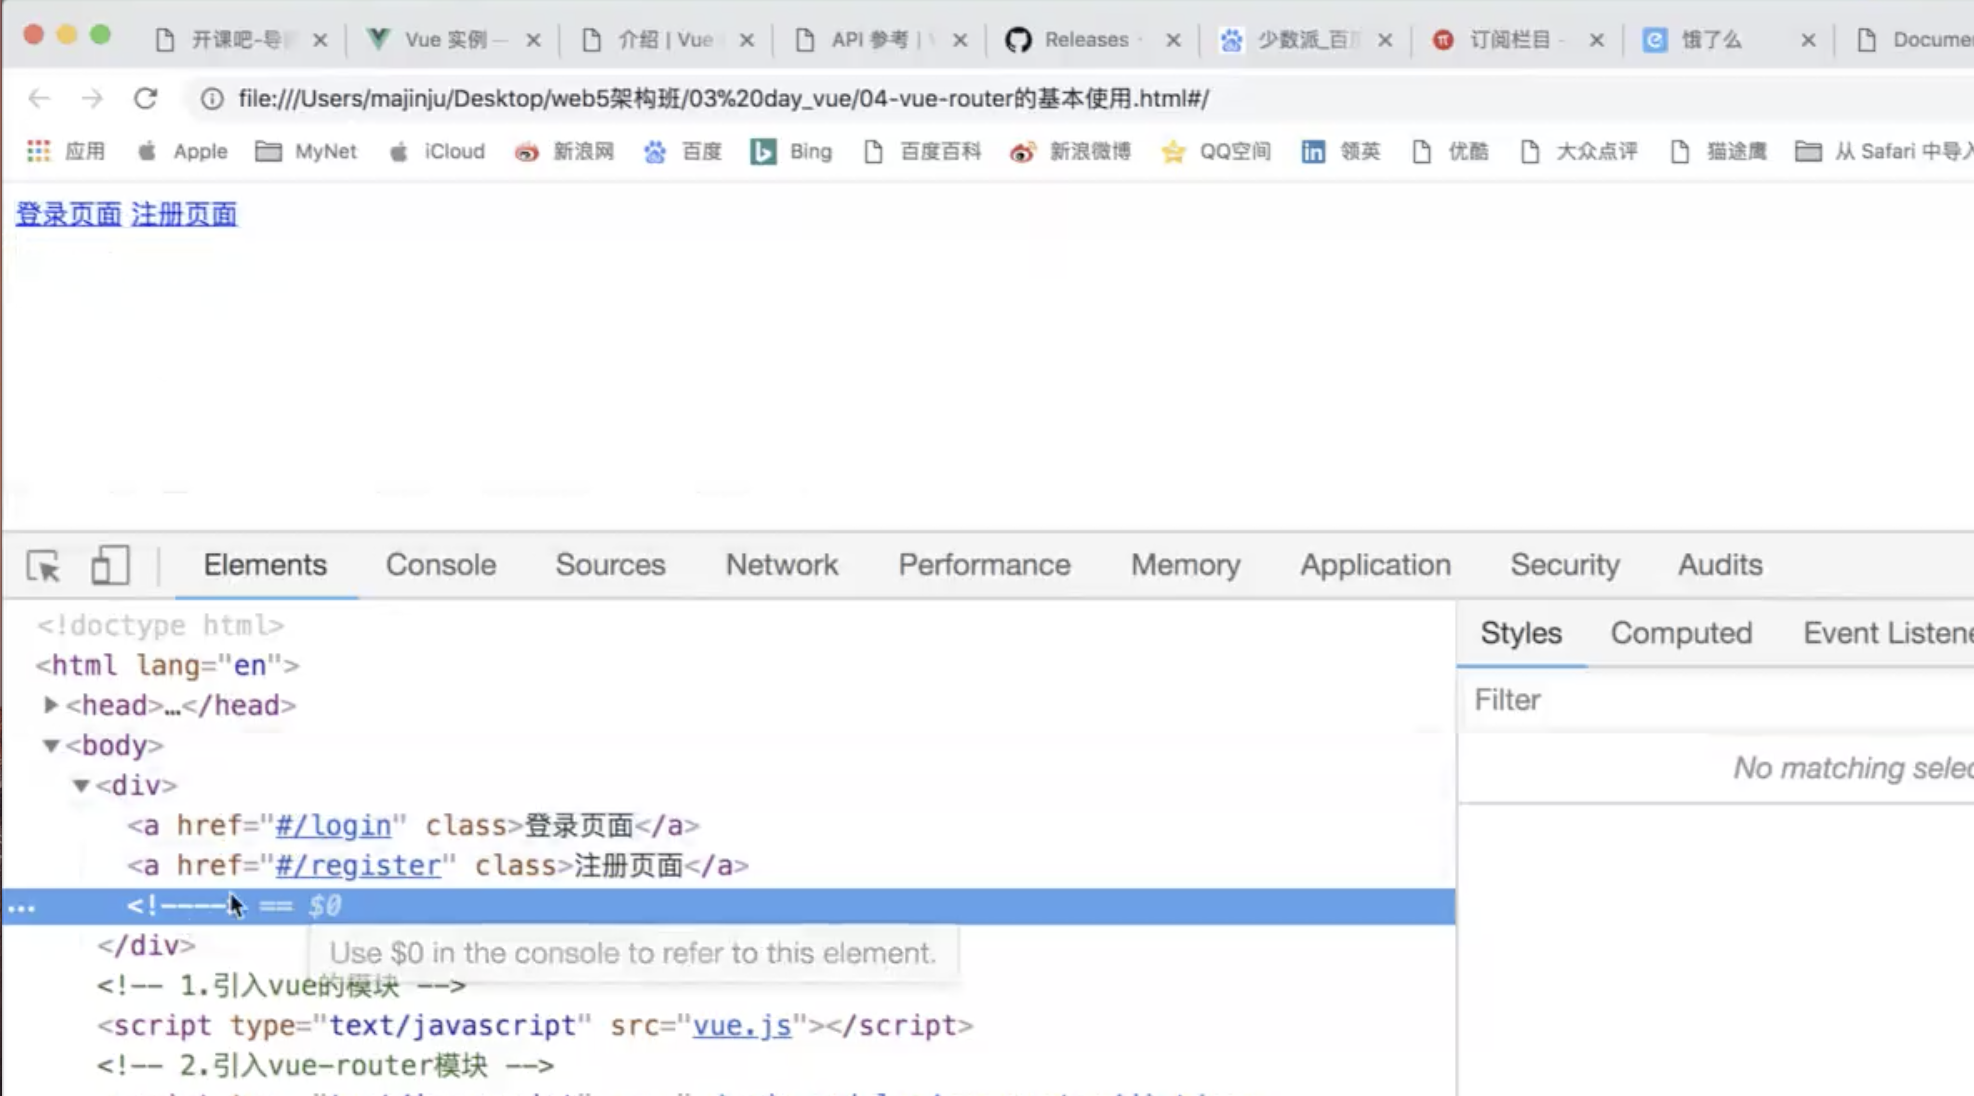 开课吧-导 Vue 实例 — 介绍 | Vue API 参考 | Releases · 少数派_百 订阅栏目 - 饿了么 Docume
file:///Users/majinju/Desktop/web5架构班/03%20day_vue/04-vue-router的基本使用.html#/
应用 Apple MyNet iCloud 新浪网 百度 Bing 百度百科 新浪微博 QQ空间 领英 优酷 大众点评 猫途鹰 从 Safari 中导入
登录页面 注册页面
Elements Console Sources Network Performance Memory Application Security Audits
<!doctype html>
<html lang="en">
<head>…</head>
<body>
<div>
<a href="#/login" class>登录页面</a>
<a href="#/register" class>注册页面</a>
… <!---- == $0
</div>
Use $0 in the console to refer to this element.
<!-- 1.引入vue的模块 -->
<script type="text/javascript" src="vue.js"></script>
<!-- 2.引入vue-router模块 -->
Styles Computed Event Listene
Filter
No matching selec